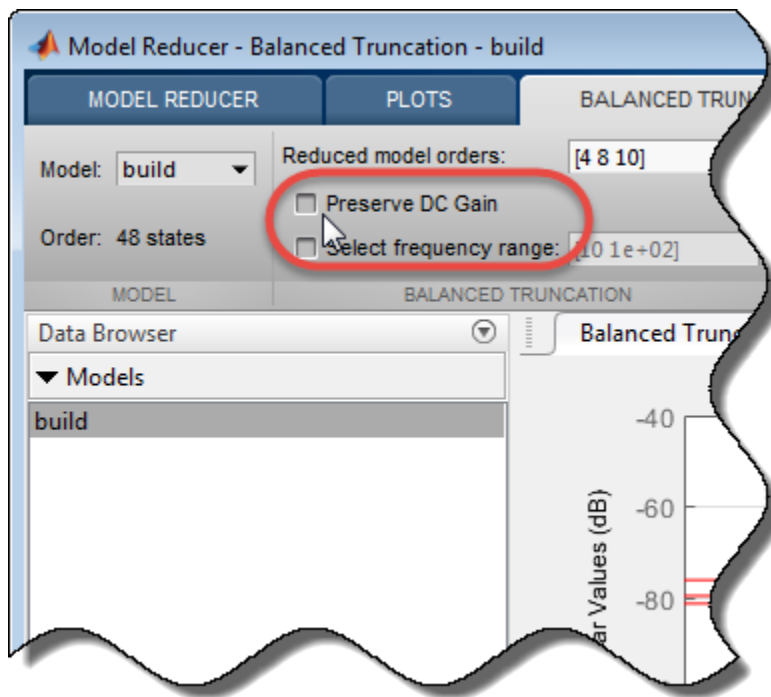 Model Reducer - Balanced Truncation - build
MODEL REDUCER
PLOTS
BALANCED
Model:
build
Reduced model orders:
[4 8 10]
Preserve DC Gain
Order: 48 states
Select frequency range:
[10 1e+02]
MODEL
BALANCED TRUNCATION
Data Browser
Balanced
Models
build
-40
-60
-80
Values (dB)